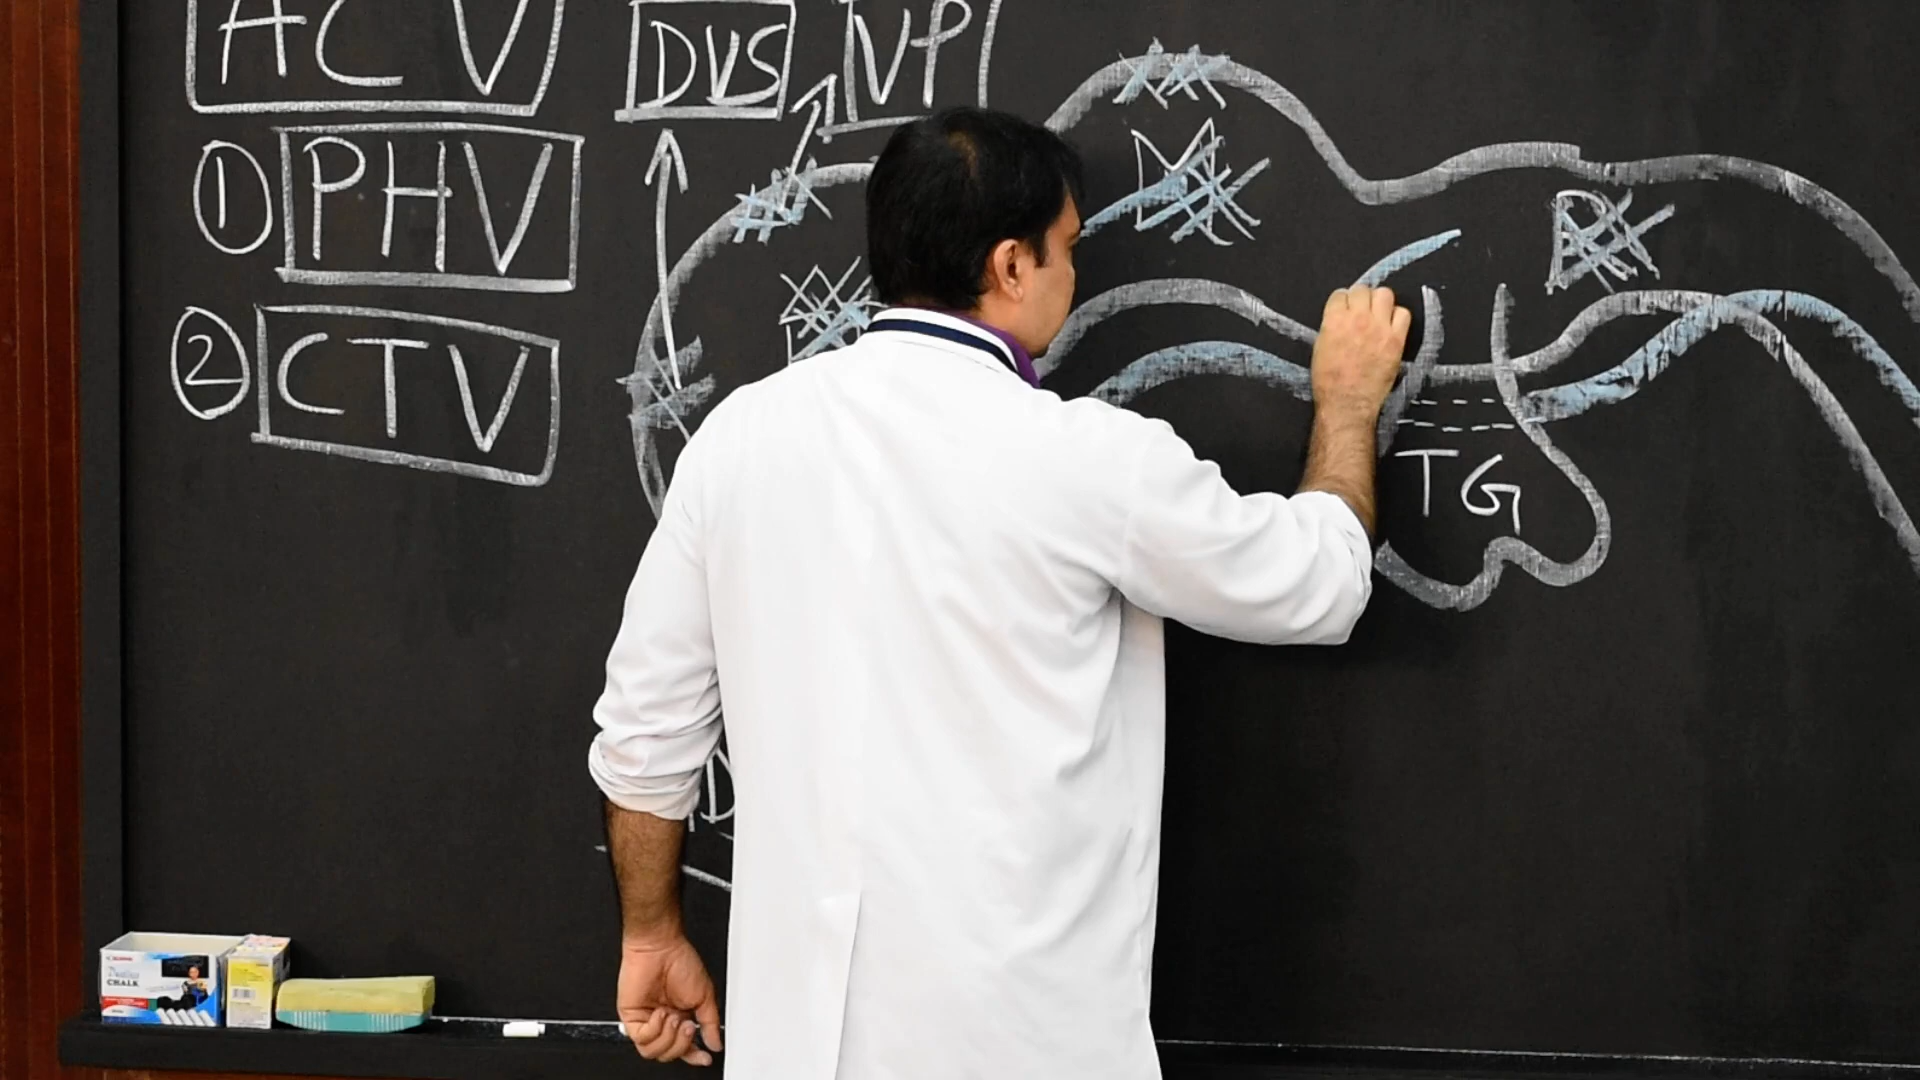 ACV
DVS
IVP
① PHV
② CTV
TG
CHALK